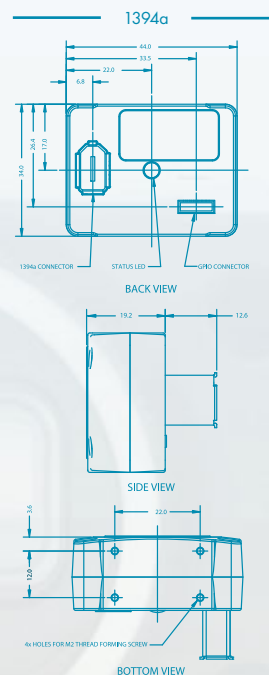 1394a
44.0
33.5
22.0
6.8
34.0
26.4
17.0
1394a CONNECTOR
STATUS LED
GPIO CONNECTOR
BACK VIEW
19.2
12.6
SIDE VIEW
3.6
22.0
12.0
4x HOLES FOR M2 THREAD FORMING SCREW
BOTTOM VIEW